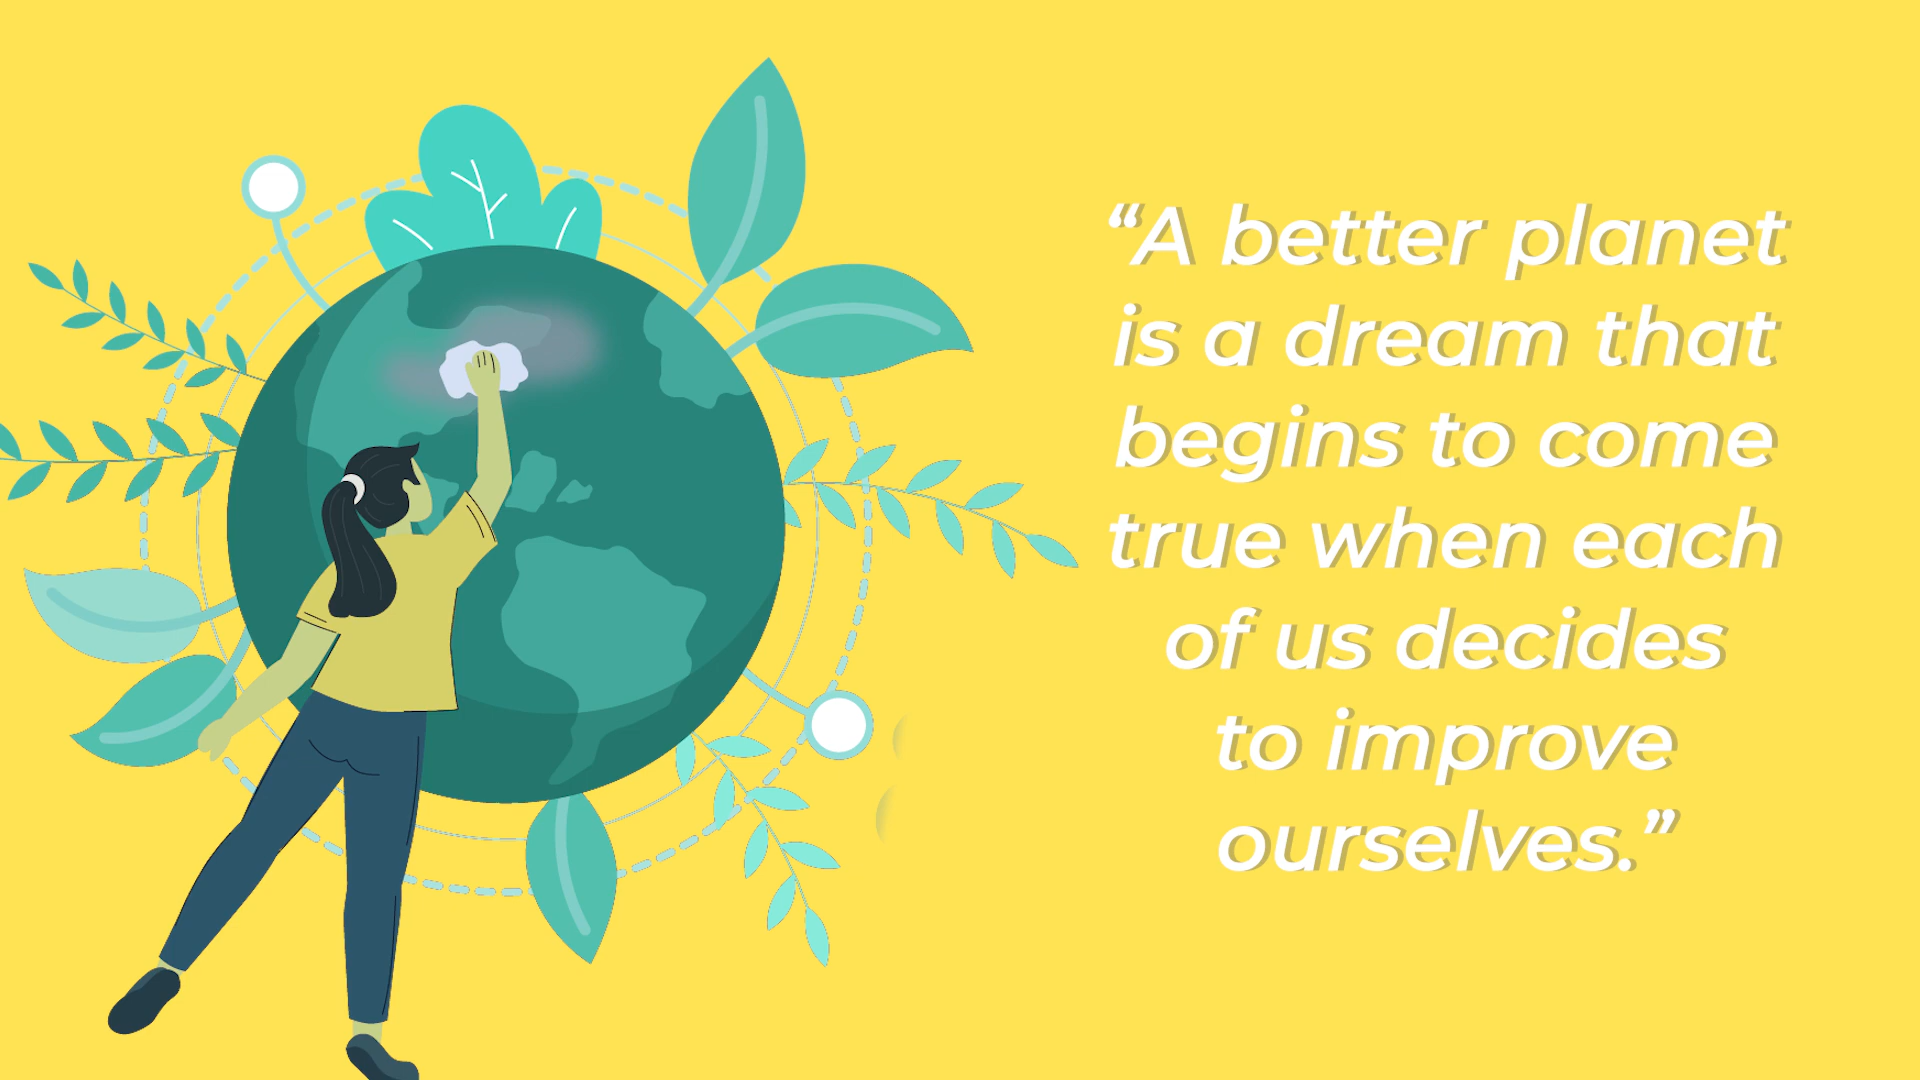 “A better planet
is a dream that
begins to come
true when each
of us decides
to improve
ourselves.”